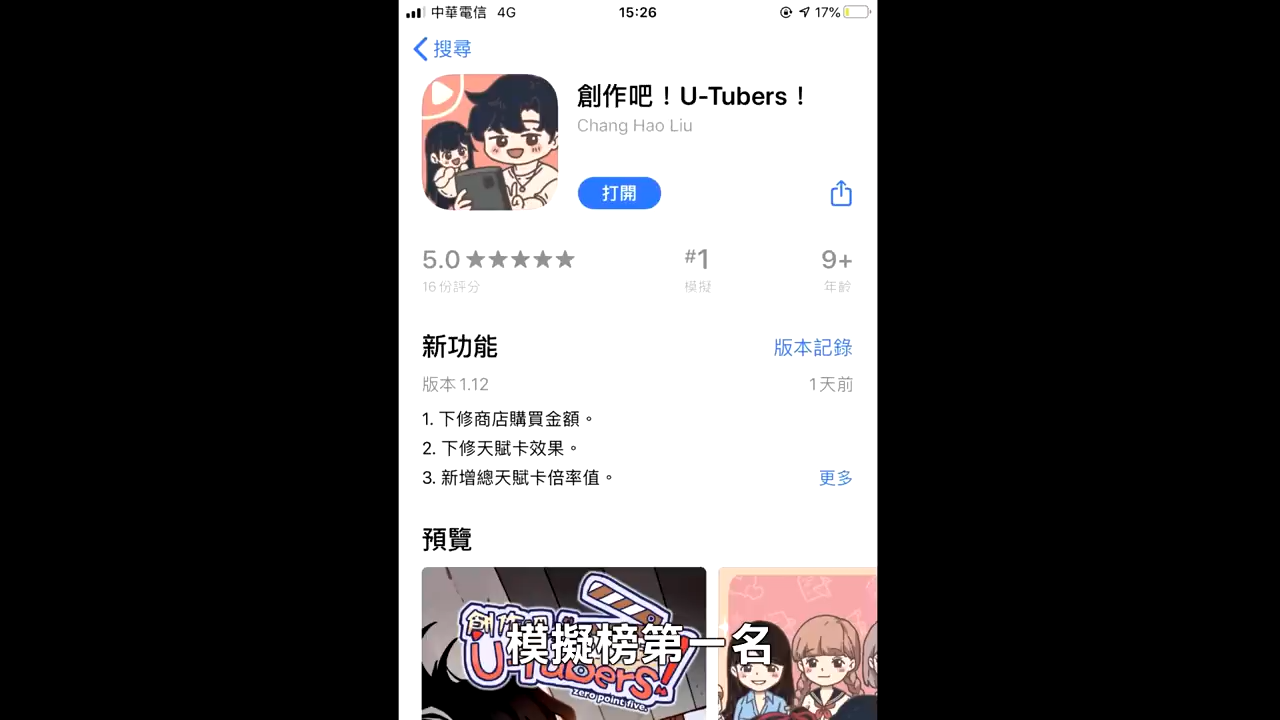 中華電信 4G 15:26 17%
搜尋
創作吧！U-Tubers！
Chang Hao Liu
打開
5.0 ★★★★★ #1 9+
16 份評分 模擬 年齡
新功能 版本記錄
版本 1.12 1 天前
1. 下修商店購買金額。
2. 下修天賦卡效果。
3. 新增總天賦卡倍率值。 更多
預覽
U-Tubers!
zero point five.
模擬榜第一名